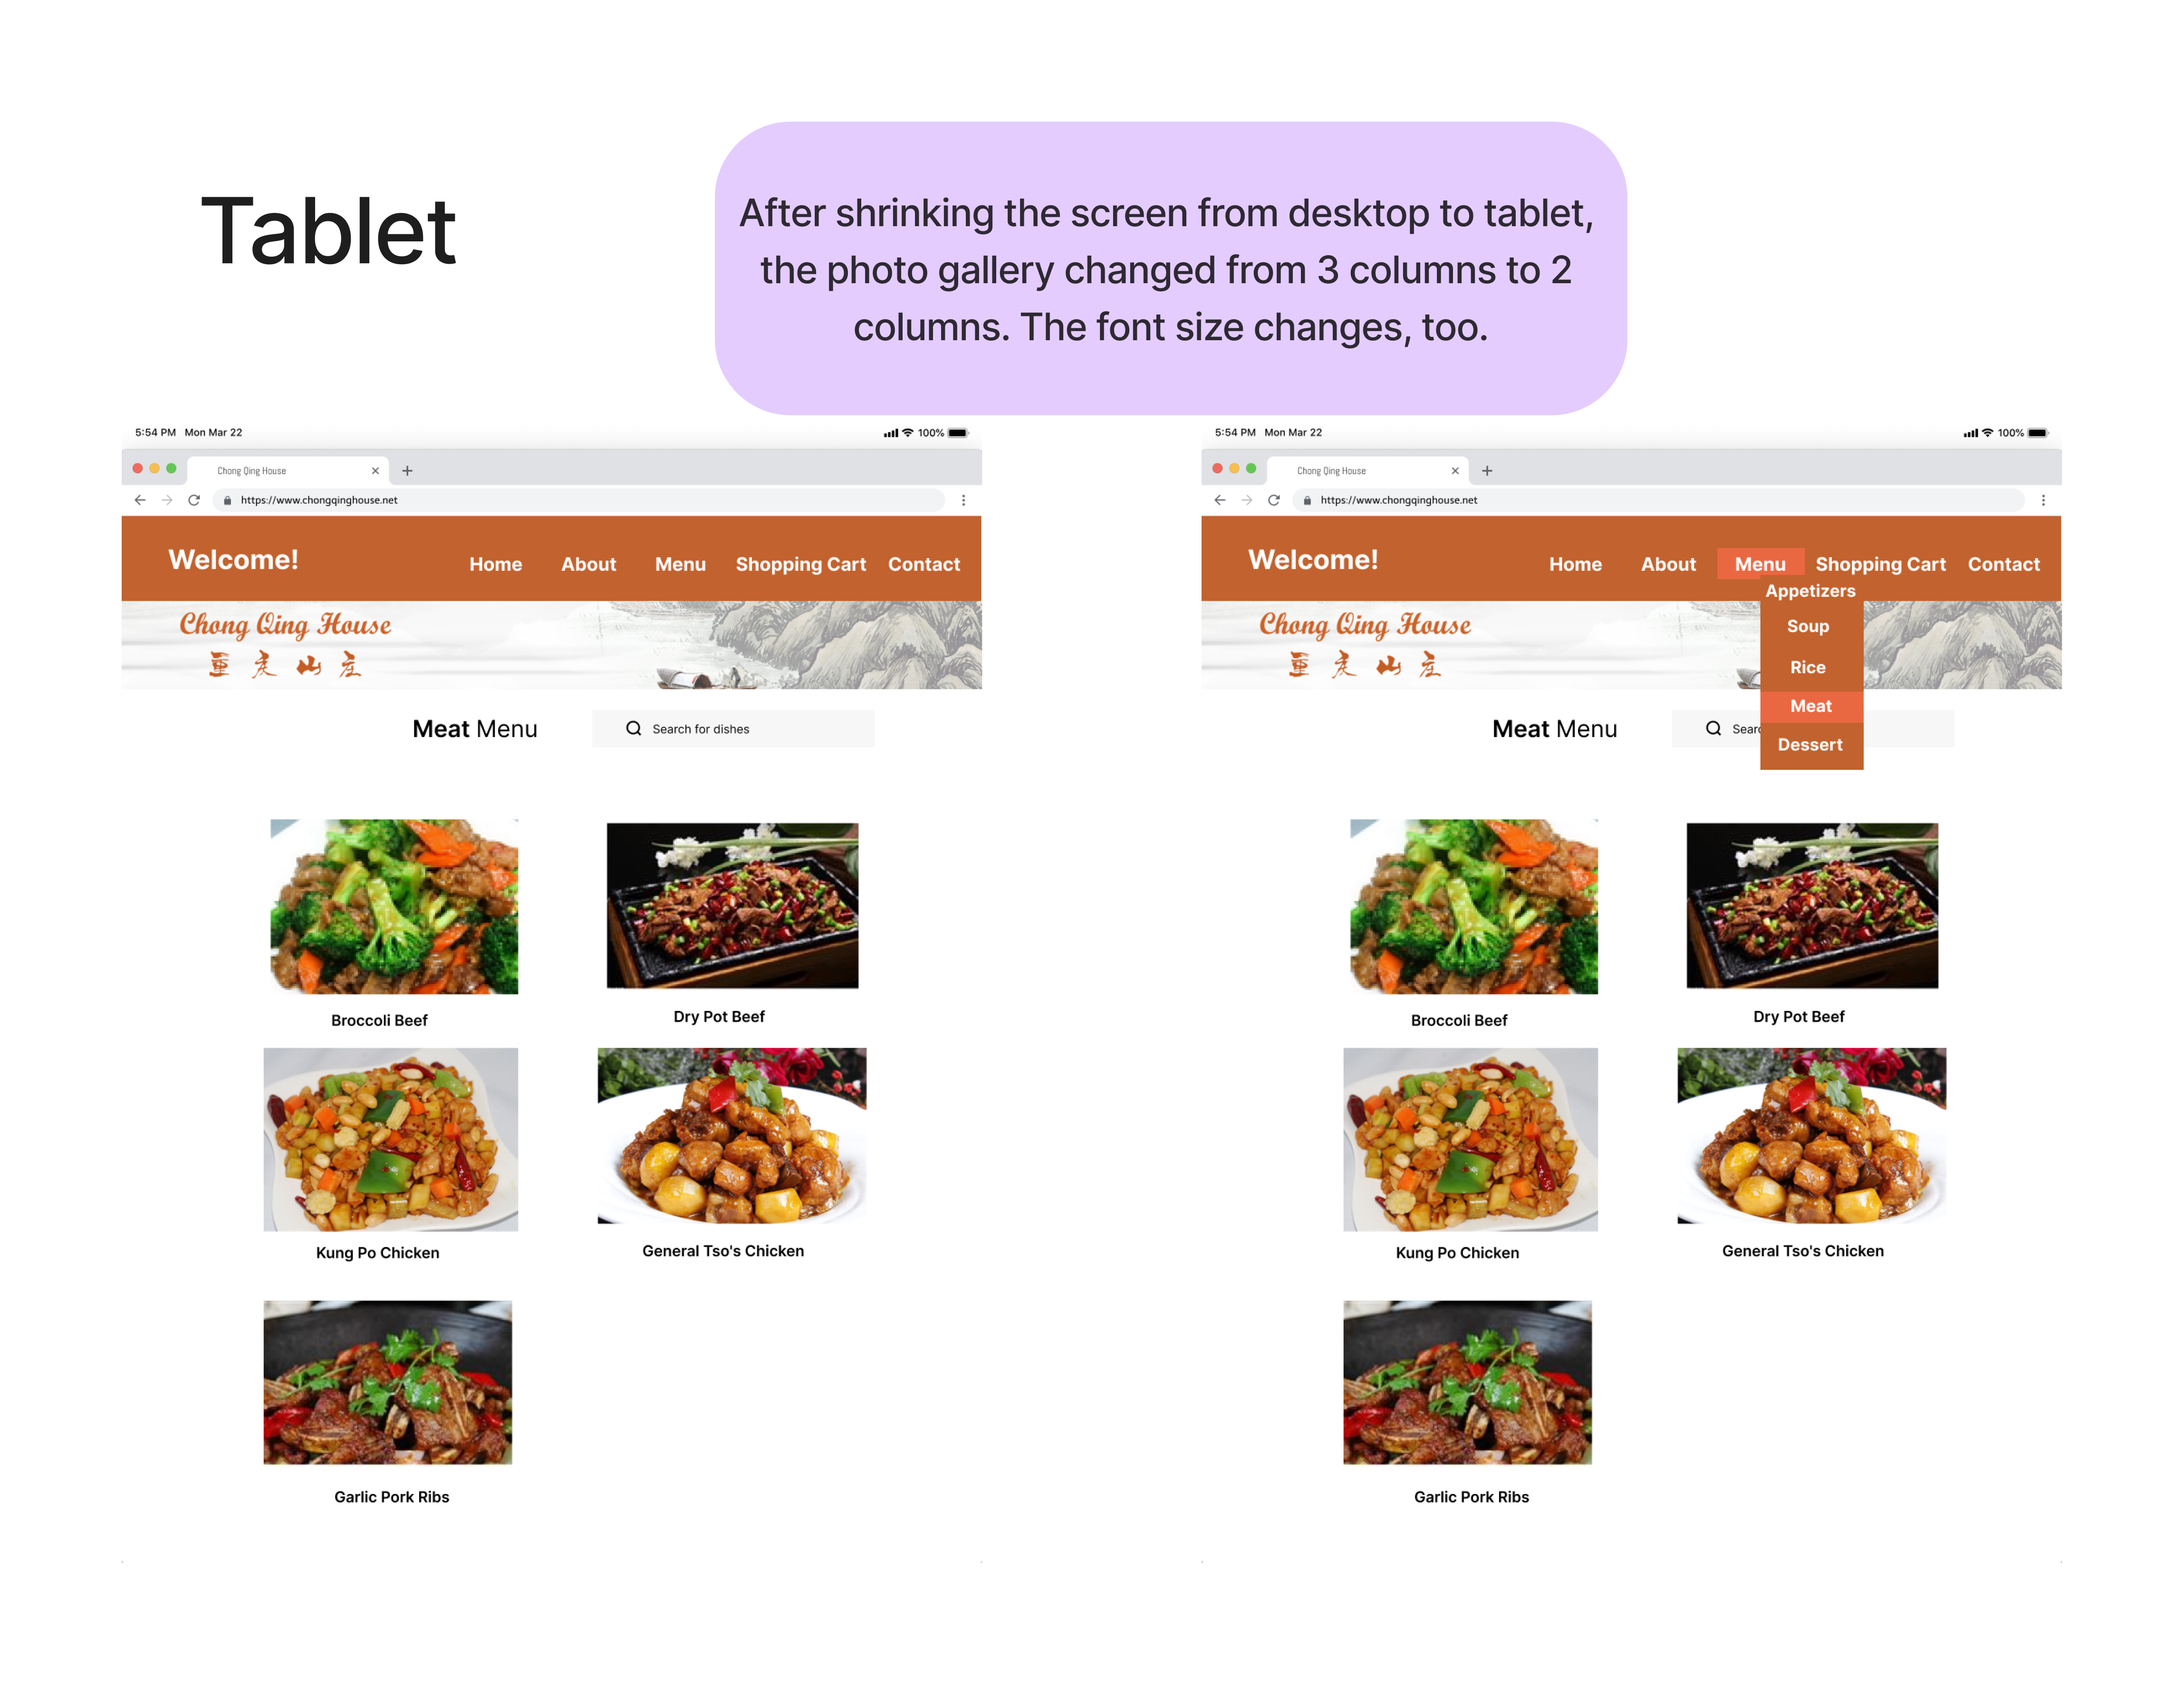 Tablet
After shrinking the screen from desktop to tablet,
the photo gallery changed from 3 columns to 2
columns. The font size changes, too.
5:54 PM Mon Mar 22
100%
Chong Qing House
https://www.chongqinghouse.net
Welcome!
Home About Menu Shopping Cart Contact
Chong Qing House
重庆山庄
Meat Menu
Search for dishes
Broccoli Beef
Dry Pot Beef
Kung Po Chicken
General Tso's Chicken
Garlic Pork Ribs
5:54 PM Mon Mar 22
100%
Chong Qing House
https://www.chongqinghouse.net
Welcome!
Home About Menu Shopping Cart Contact
Appetizers
Soup
Rice
Meat
Dessert
Chong Qing House
重庆山庄
Meat Menu
Broccoli Beef
Dry Pot Beef
Kung Po Chicken
General Tso's Chicken
Garlic Pork Ribs